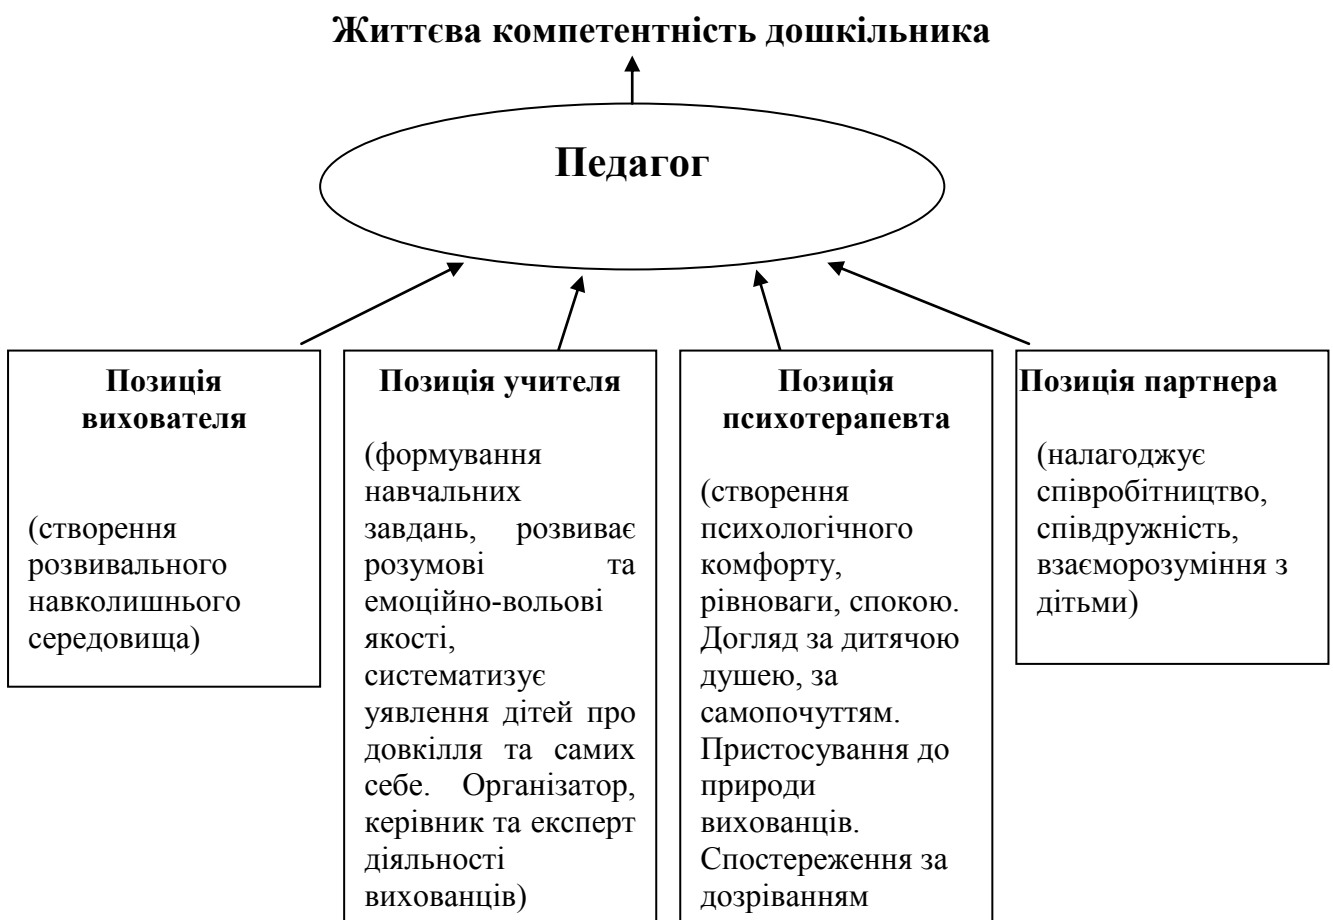 Життєва компетентність дошкільника
Педагог
Позиція
вихователя
(створення
розвивального
навколишнього
середовища)
Позиція учителя
(формування
навчальних
завдань, розвиває
розумові та
емоційно-вольові
якості,
систематизує
уявлення дітей про
довкілля та самих
себе. Організатор,
керівник та експерт
діяльності
вихованців)
Позиція
психотерапевта
(створення
психологічного
комфорту,
рівноваги, спокою.
Догляд за дитячою
душею, за
самопочуттям.
Пристосування до
природи
вихованців.
Спостереження за
дозріванням
Позиція партнера
(налагоджує
співробітництво,
співдружність,
взаєморозуміння з
дітьми)